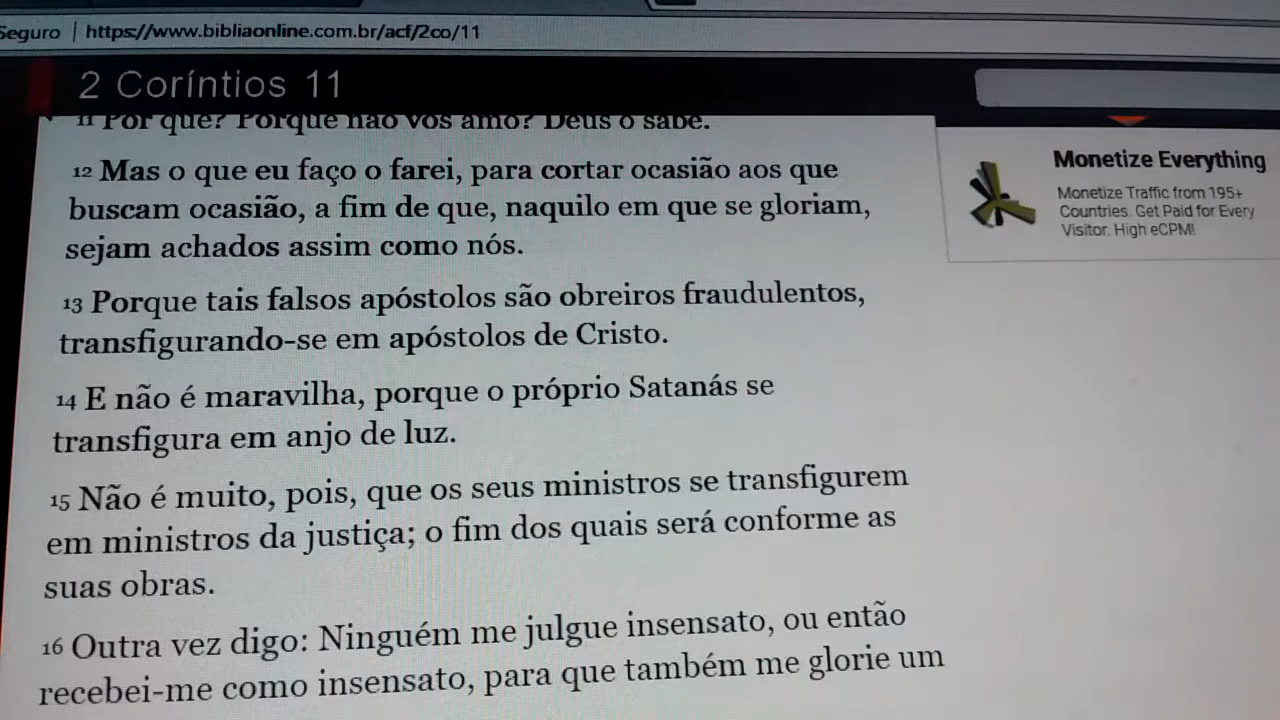 Seguro | https://www.bibliaonline.com.br/acf/2co/11
2 Coríntios 11
11 Por que? Porque não vos amo? Deus o sabe.
12 Mas o que eu faço o farei, para cortar ocasião aos que
buscam ocasião, a fim de que, naquilo em que se gloriam,
sejam achados assim como nós.
13 Porque tais falsos apóstolos são obreiros fraudulentos,
transfigurando-se em apóstolos de Cristo.
14 E não é maravilha, porque o próprio Satanás se
transfigura em anjo de luz.
15 Não é muito, pois, que os seus ministros se transfigurem
em ministros da justiça; o fim dos quais será conforme as
suas obras.
16 Outra vez digo: Ninguém me julgue insensato, ou então
recebei-me como insensato, para que também me glorie um
Monetize Everything
Monetize Traffic from 195+
Countries. Get Paid for Every
Visitor. High eCPM!